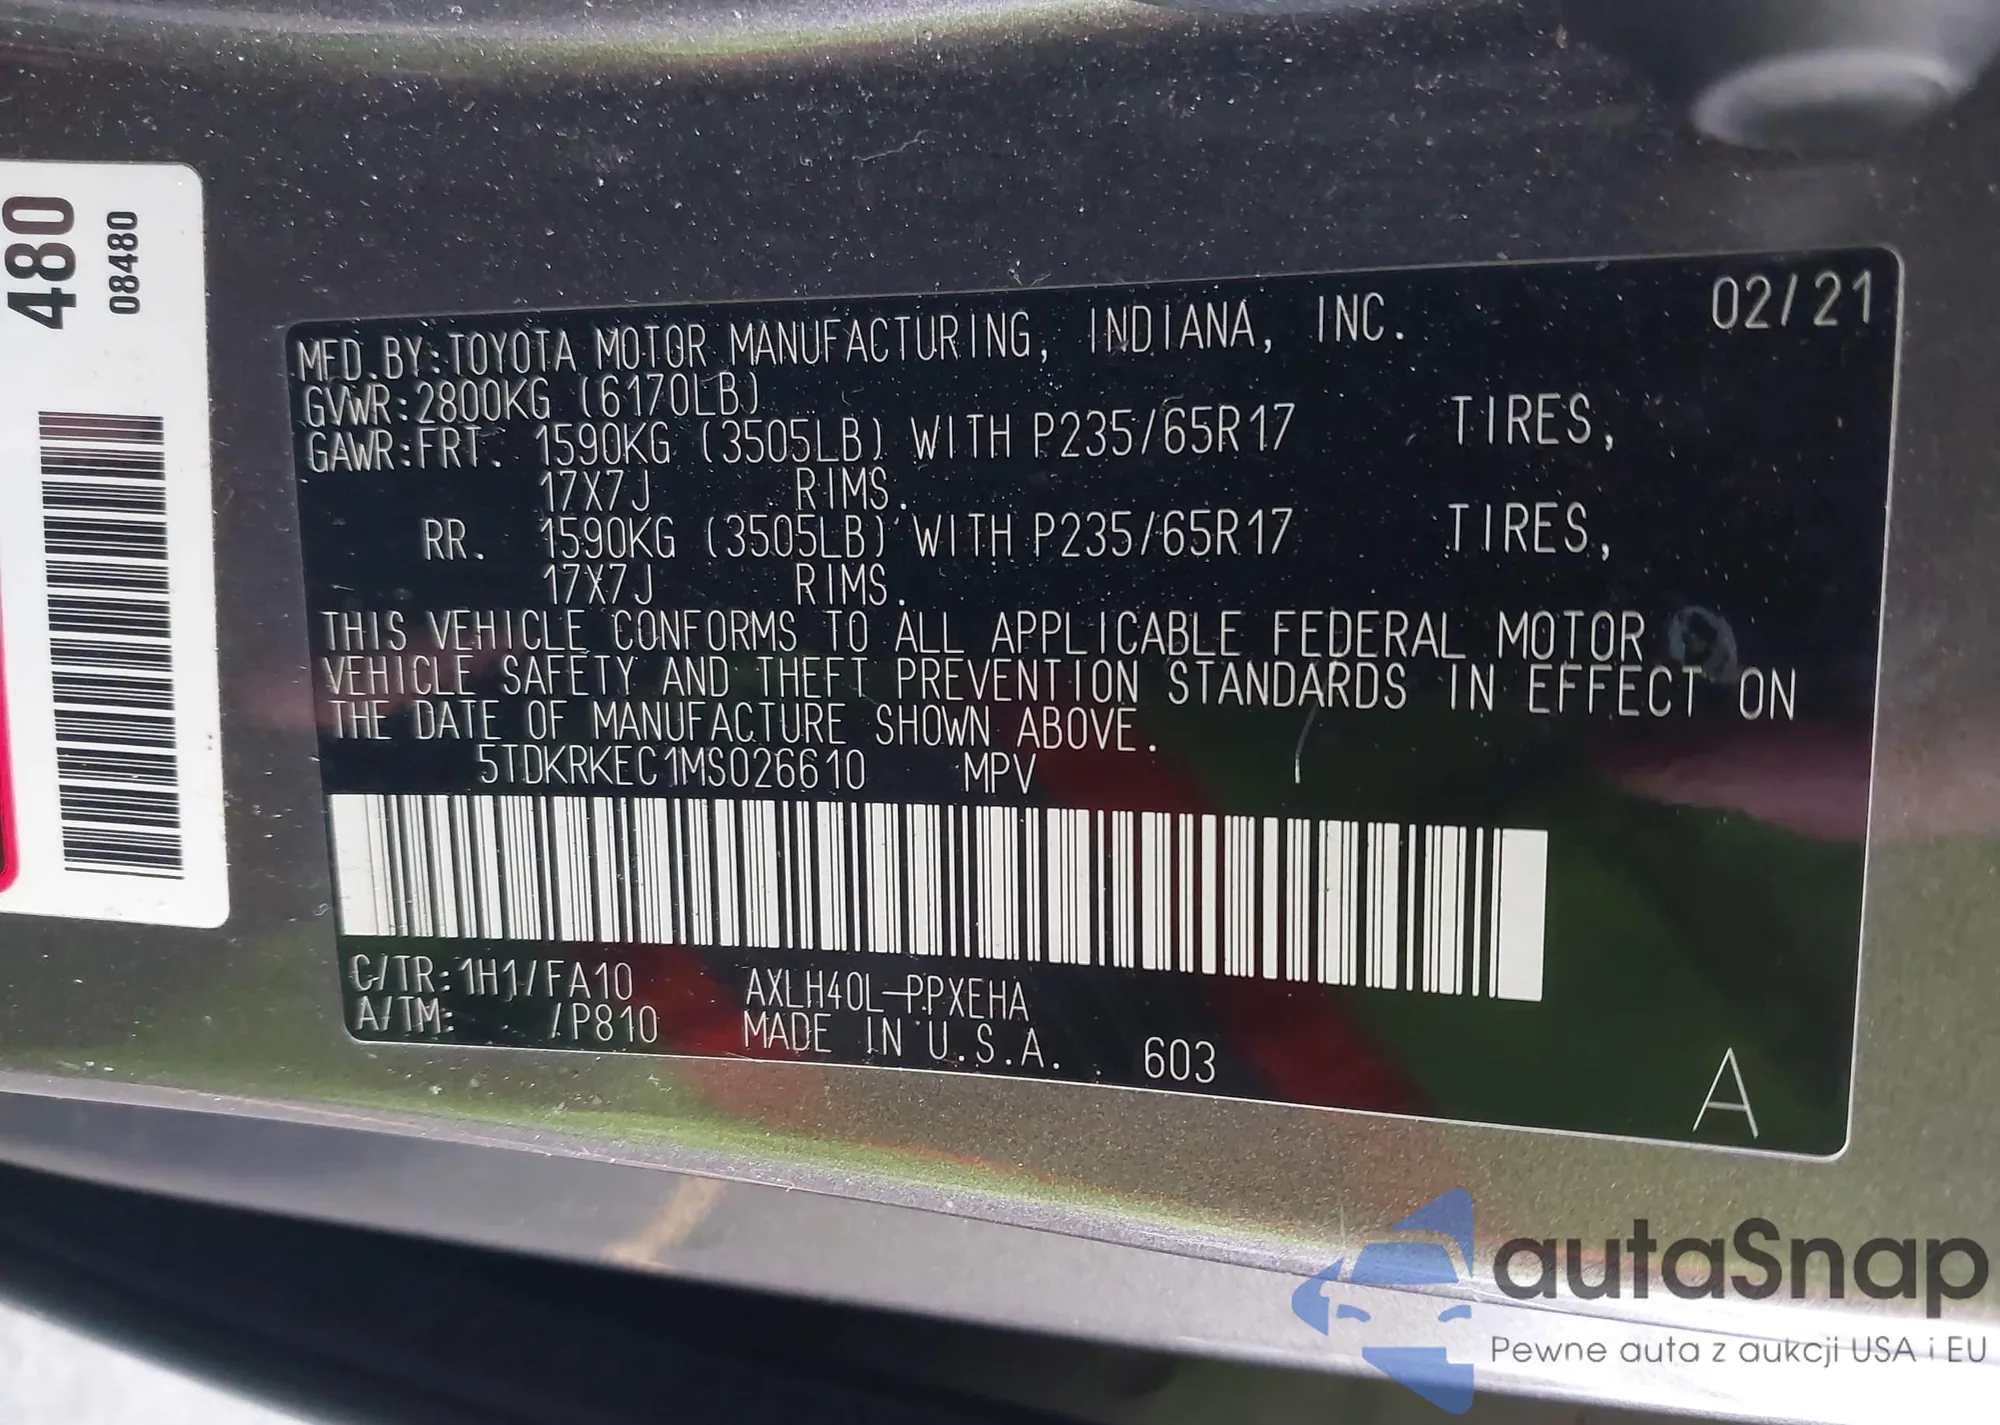 480
08480
MFD.BY:TOYOTA MOTOR MANUFACTURING, INDIANA, INC. 02/21
GVWR:2800KG (6170LB)
GAWR:FRT. 1590KG (3505LB) WITH P235/65R17 TIRES,
17X7J RIMS.
RR. 1590KG (3505LB) WITH P235/65R17 TIRES,
17X7J RIMS.
THIS VEHICLE CONFORMS TO ALL APPLICABLE FEDERAL MOTOR
VEHICLE SAFETY AND THEFT PREVENTION STANDARDS IN EFFECT ON
THE DATE OF MANUFACTURE SHOWN ABOVE.
5TDKRKEC1MS026610 MPV
C/TR:1H1/FA10 AXLH40L-PPXEHA
A/TM: /P810 MADE IN U.S.A. 603
A
autaSnap
Pewne auta z aukcji USA i EU